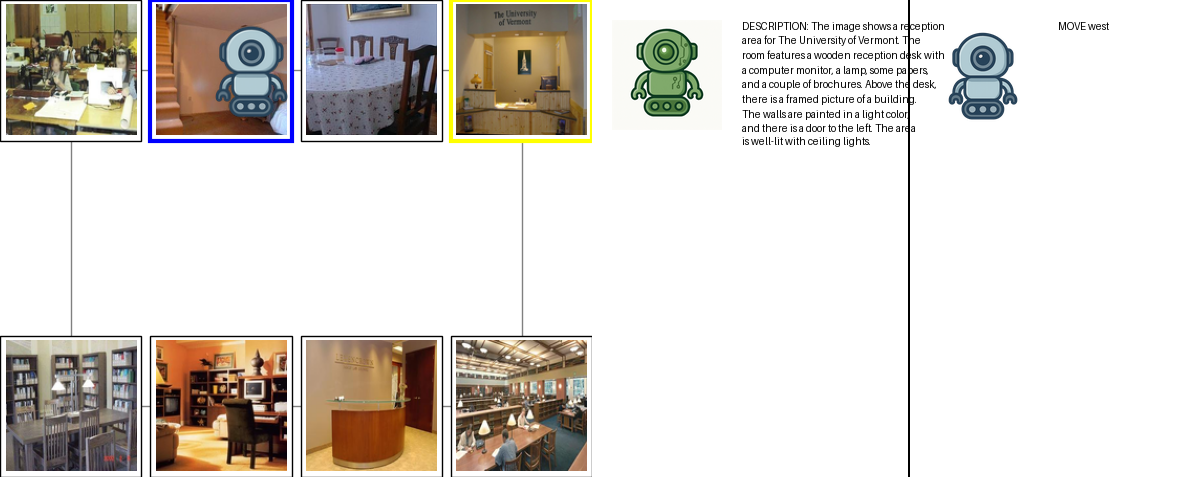 The University
of Vermont
DESCRIPTION: The image shows a reception
area for The University of Vermont. The
room features a wooden reception desk with
a computer monitor, a lamp, some papers,
and a couple of brochures. Above the desk,
there is a framed picture of a building.
The walls are painted in a light color,
and there is a door to the left. The area
is well-lit with ceiling lights.
MOVE west